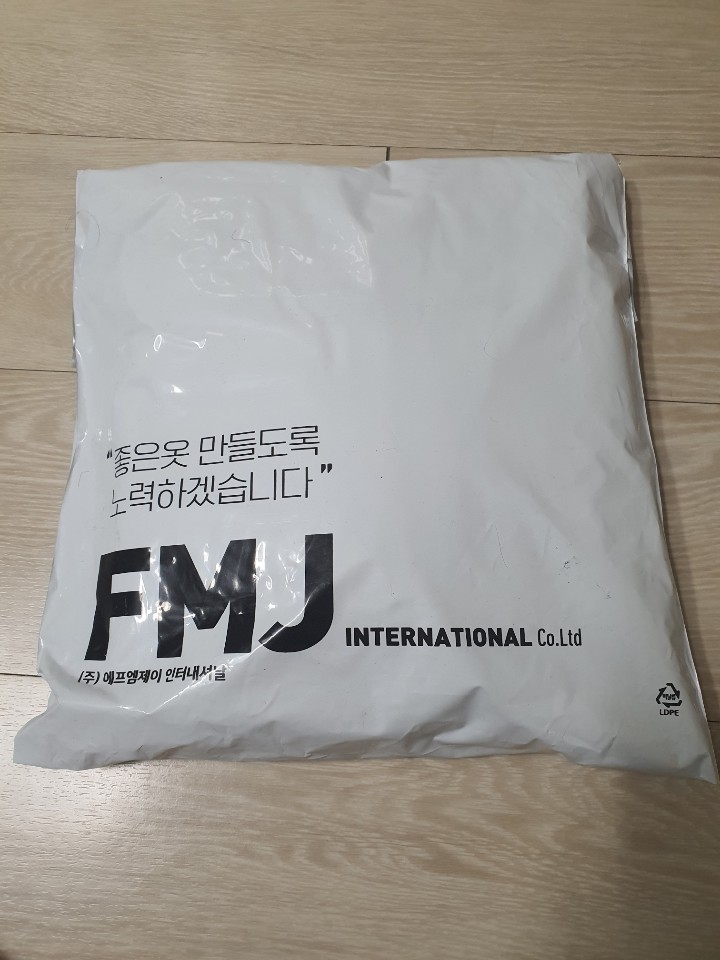 "좋은옷 만들도록
노력하겠습니다"
FMJ INTERNATIONAL Co.Ltd
(주) 에프엠제이 인터내셔날
LDPE